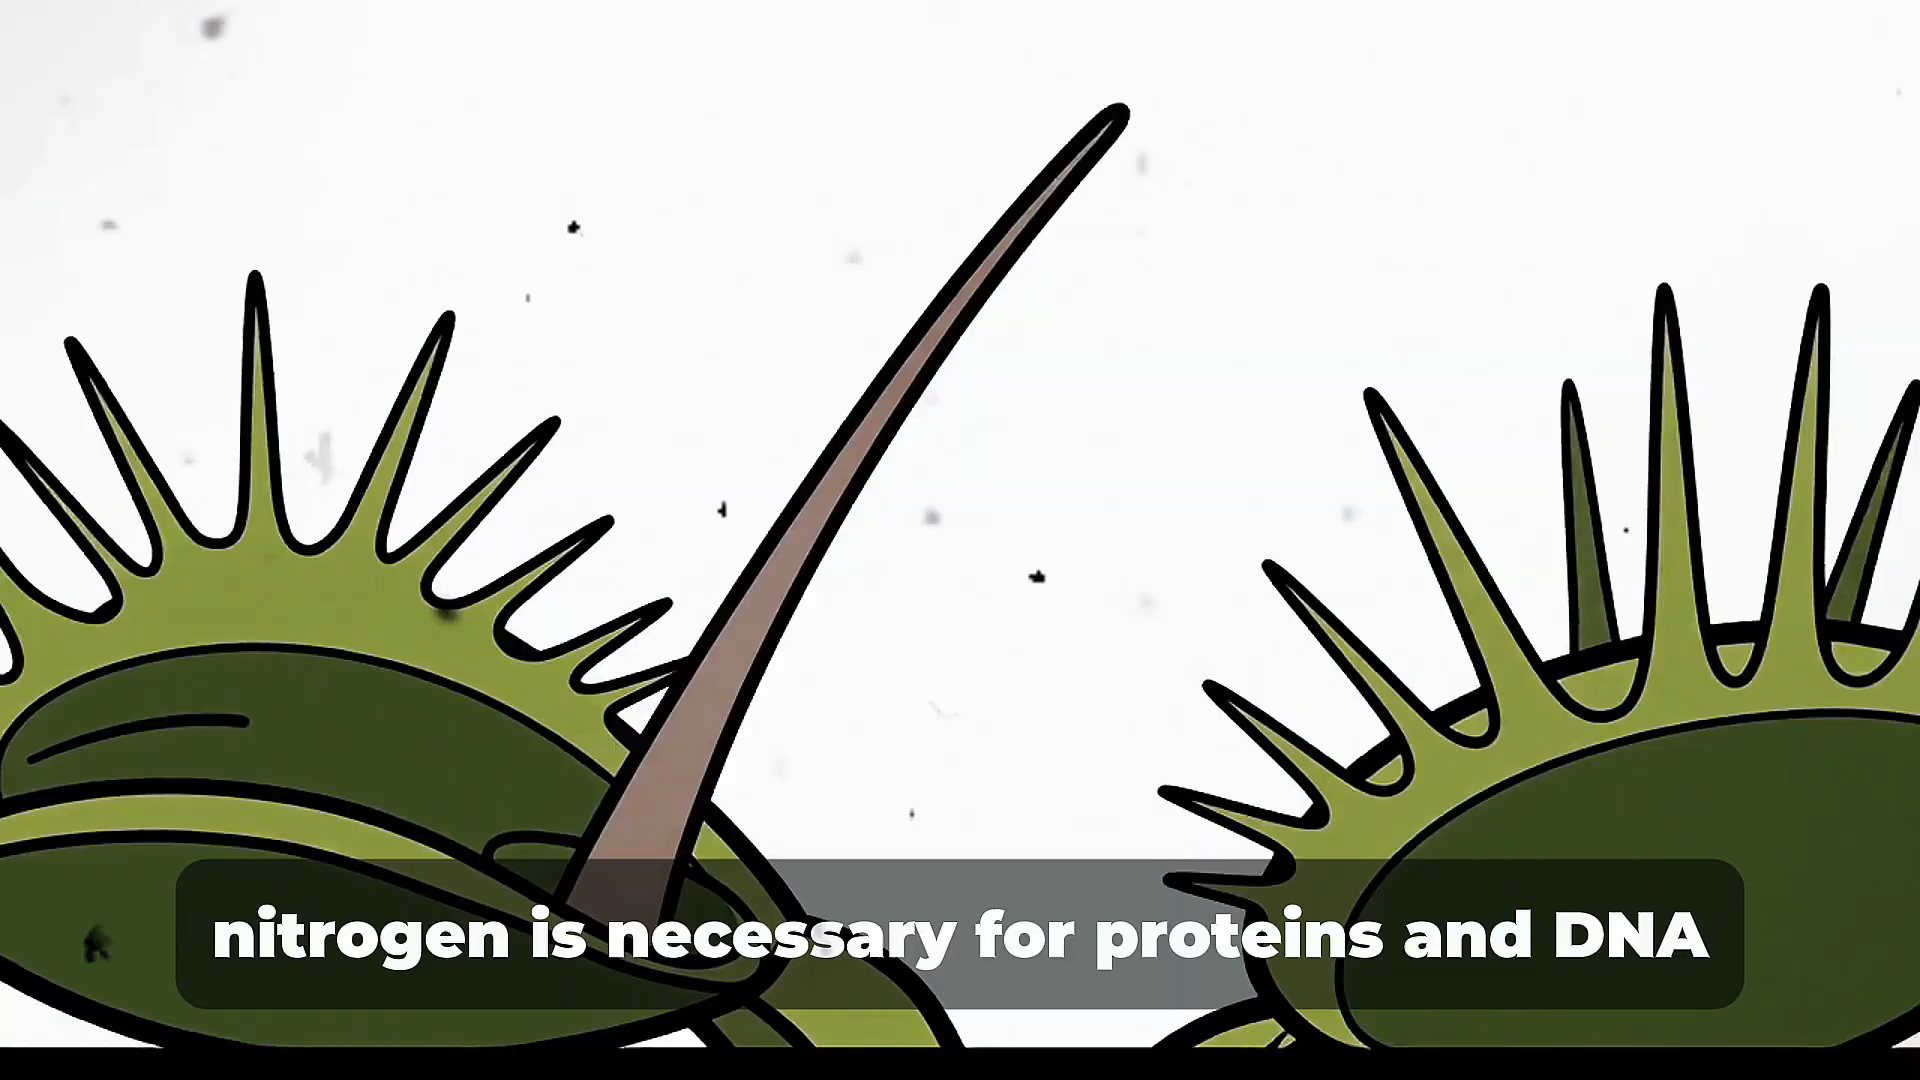 nitrogen is necessary for proteins and DNA